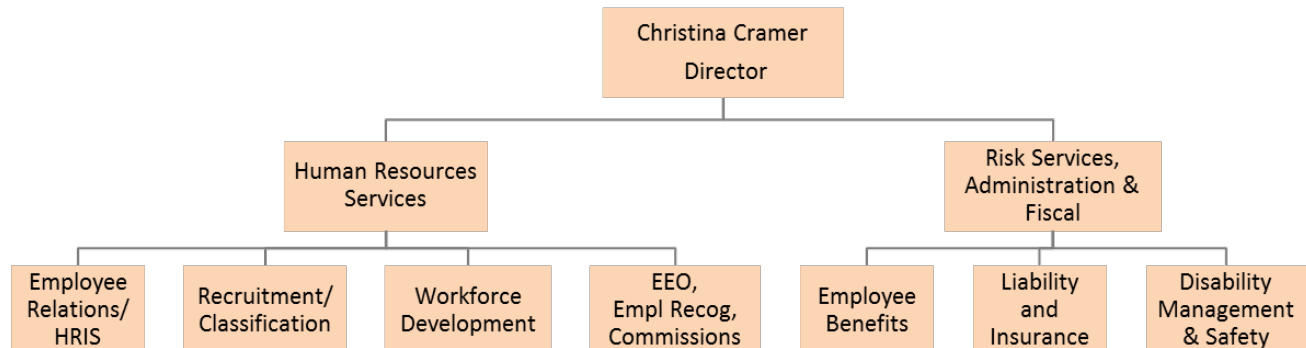 Christina Cramer
Director
Human Resources
Services
Risk Services,
Administration &
Fiscal
Employee
Relations/
HRIS
Recruitment/
Classification
Workforce
Development
EEO,
Empl Recog,
Commissions
Employee
Benefits
Liability
and
Insurance
Disability
Management
& Safety